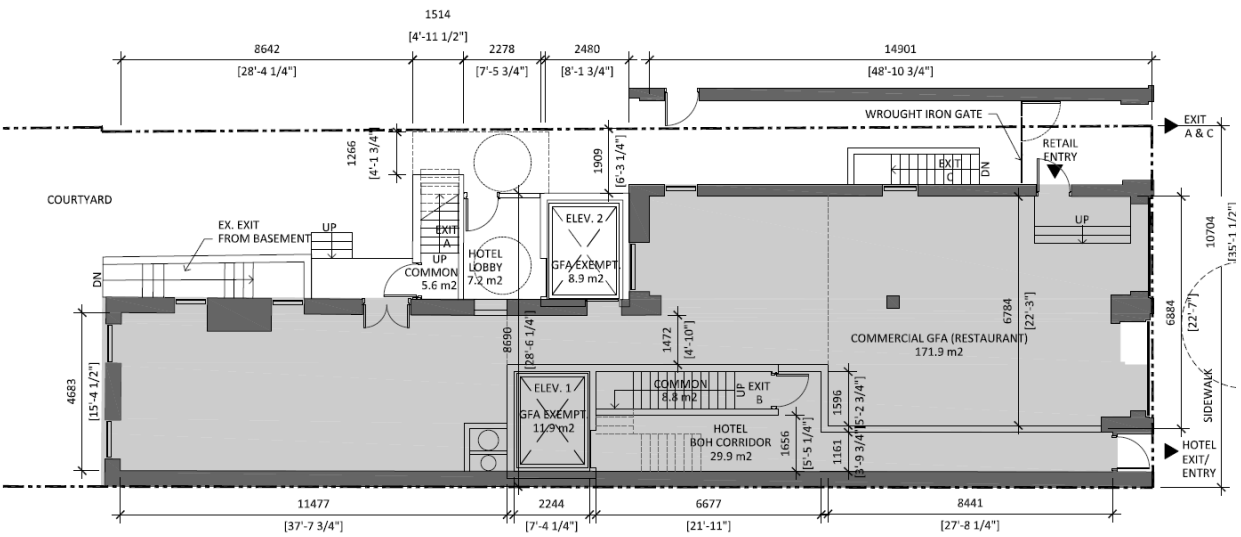 1514
[4'-11 1/2"]
8642
[28'-4 1/4"]
2278
[7'-5 3/4"]
2480
[8'-1 3/4"]
14901
[48'-10 3/4"]
WROUGHT IRON GATE
EXIT
A & C
RETAIL
ENTRY
1266
[4'-1 3/4"]
1909
[6'-3 1/4"]
EXIT
C
DN
COURTYARD
EX. EXIT
FROM BASEMENT
UP
DN
EXIT
A
UP
COMMON
5.6 m2
HOTEL
LOBBY
7.2 m2
ELEV. 2
GFA EXEMPT.
8.9 m2
UP
10704
[35'-1 1/2"]
6884
[22'-7"]
6784
[22'-3"]
COMMERCIAL GFA (RESTAURANT)
171.9 m2
8690
[28'-6 1/4"]
1472
[4'-10"]
4683
[15'-4 1/2"]
ELEV. 1
GFA EXEMPT.
11.9 m2
COMMON
8.8 m2
UP
EXIT
B
1596
[5'-2 3/4"]
HOTEL
BOH CORRIDOR
29.9 m2
1656
[5'-5 1/4"]
1161
[3'-9 3/4"]
SIDEWALK
HOTEL
EXIT/
ENTRY
11477
[37'-7 3/4"]
2244
[7'-4 1/4"]
6677
[21'-11"]
8441
[27'-8 1/4"]